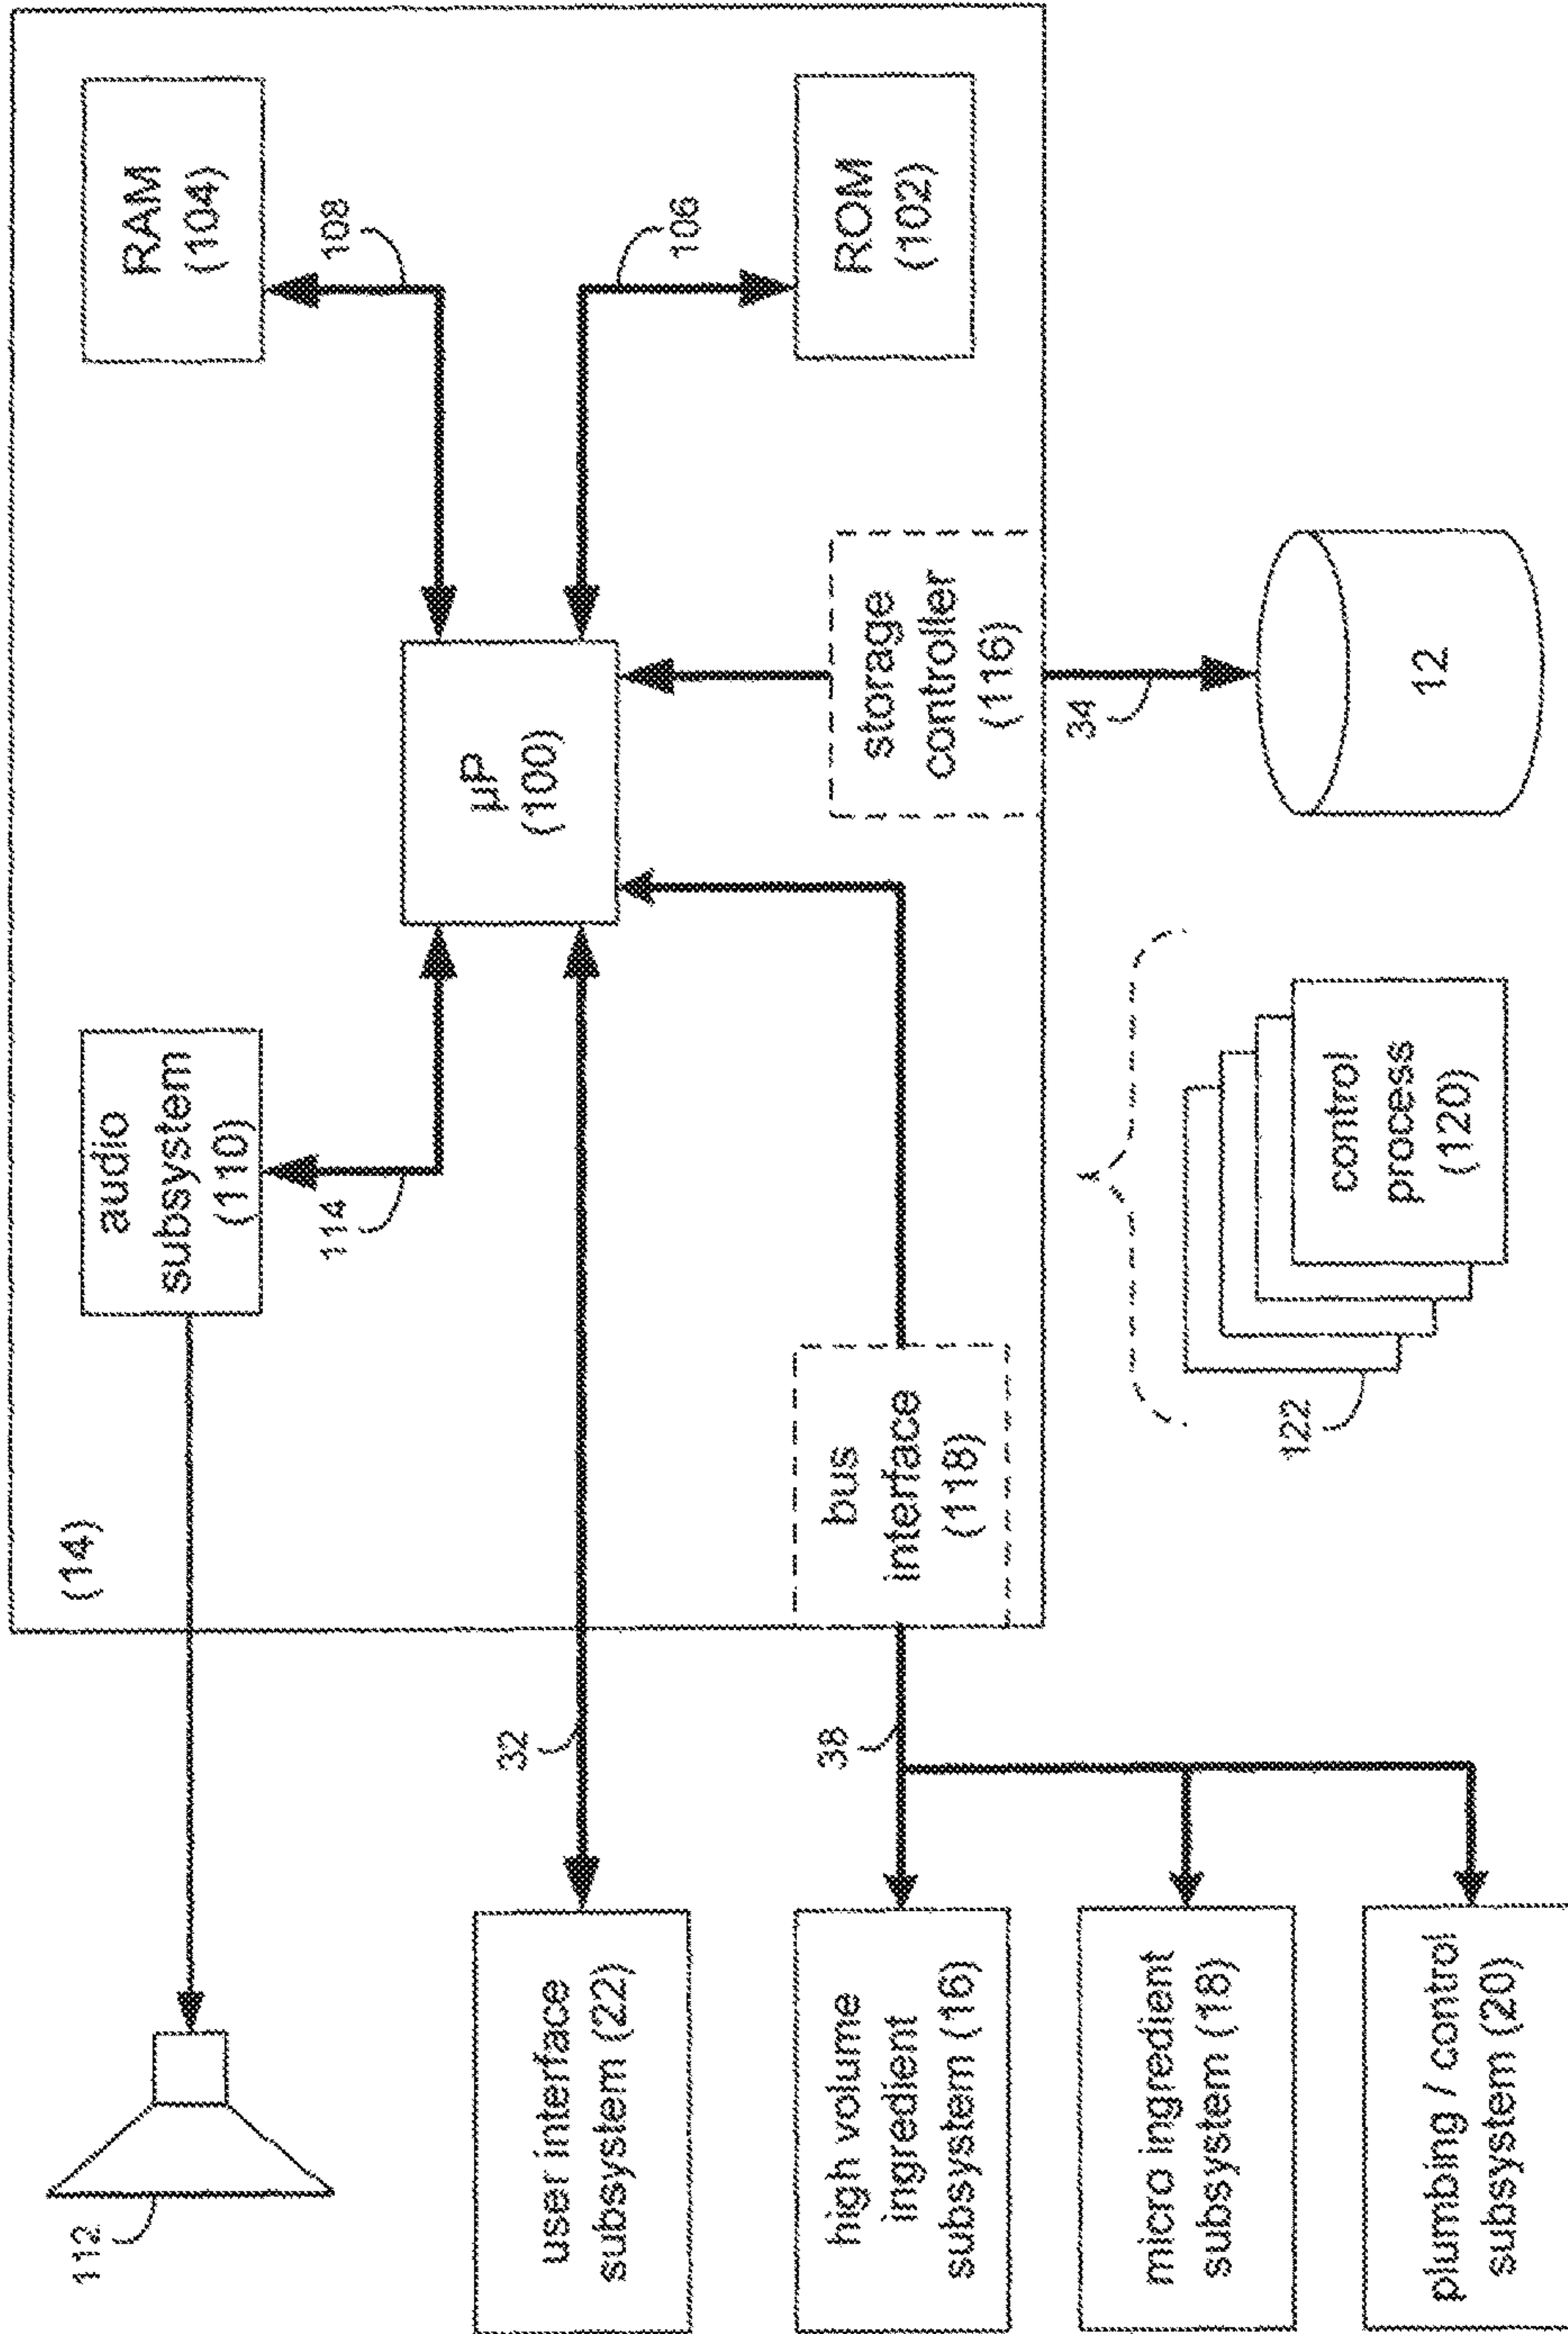 (14)
RAM
(104)
108
ROM
(102)
106
µP
(100)
audio
subsystem
(110)
114
112
storage
controller
(116)
34
12
bus
interface
(118)
32
38
user interface
subsystem (22)
high volume
ingredient
subsystem (16)
micro ingredient
subsystem (18)
plumbing / control
subsystem (20)
control
process
(120)
122